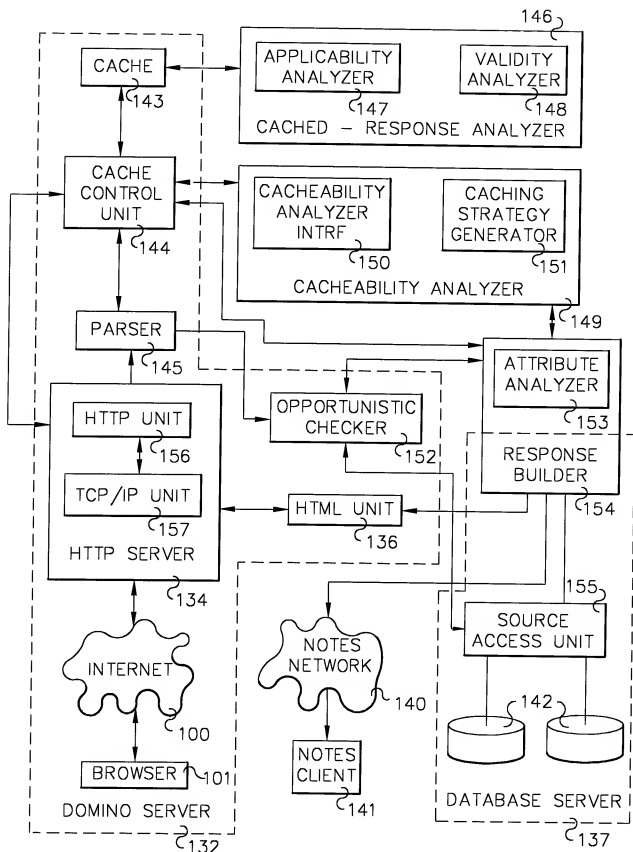 146
CACHE
143
APPLICABILITY
ANALYZER
147
VALIDITY
ANALYZER
148
CACHED – RESPONSE ANALYZER
CACHE
CONTROL
UNIT
144
CACHEABILITY
ANALYZER
INTRF
150
CACHING
STRATEGY
GENERATOR
151
CACHEABILITY ANALYZER
149
PARSER
145
ATTRIBUTE
ANALYZER
153
OPPORTUNISTIC
CHECKER
152
HTTP UNIT
156
RESPONSE
BUILDER
154
TCP/IP UNIT
157
HTML UNIT
136
HTTP SERVER
134
155
SOURCE
ACCESS UNIT
INTERNET
100
NOTES
NETWORK
140
142
BROWSER
101
NOTES
CLIENT
141
DOMINO SERVER
132
DATABASE SERVER
137